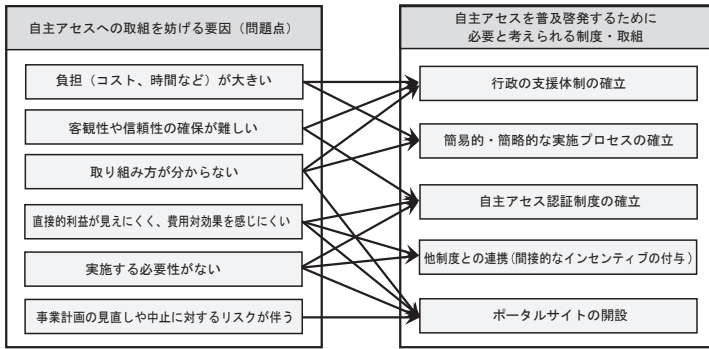 自主アセスへの取組を妨げる要因（問題点）
負担（コスト、時間など）が大きい
客観性や信頼性の確保が難しい
取り組み方が分からない
直接的利益が見えにくく、費用対効果を感じにくい
実施する必要性がない
事業計画の見直しや中止に対するリスクが伴う
自主アセスを普及啓発するために
必要と考えられる制度・取組
行政の支援体制の確立
簡易的・簡略的な実施プロセスの確立
自主アセス認証制度の確立
他制度との連携(間接的なインセンティブの付与)
ポータルサイトの開設